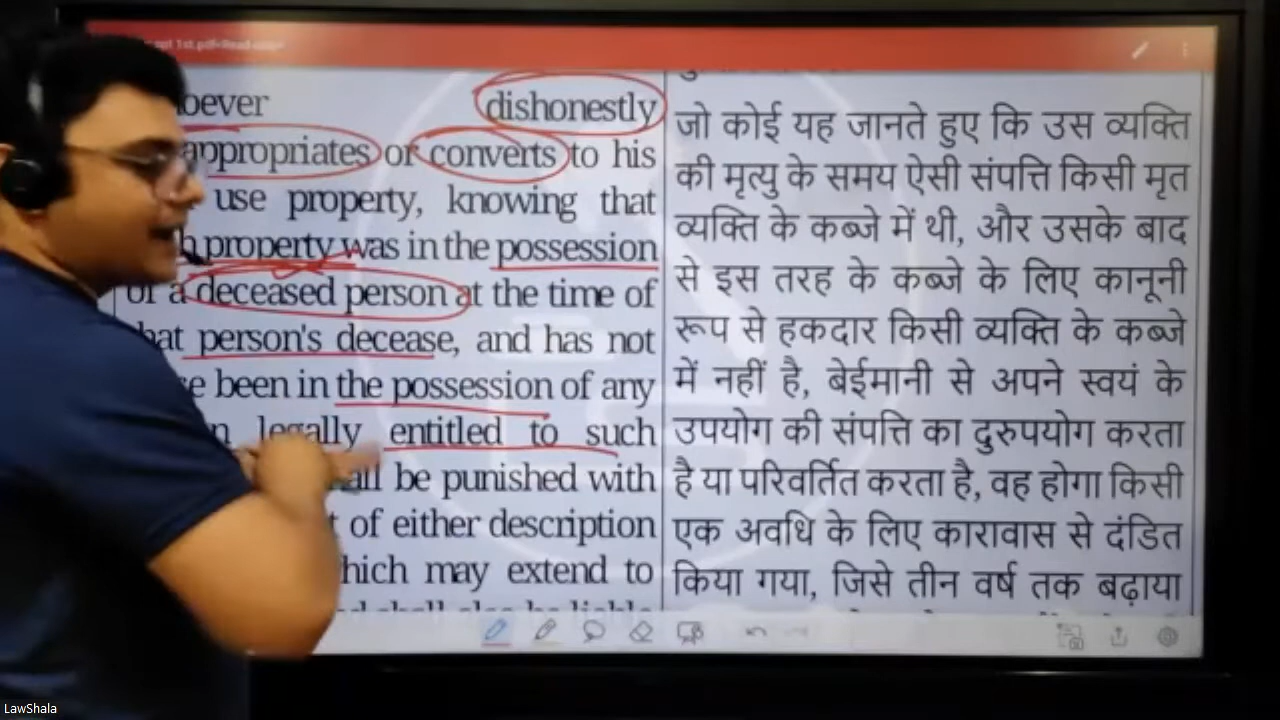 oever dishonestly
appropriates or converts to his
use property, knowing that
h property was in the possession
of a deceased person at the time of
hat person's decease, and has not
e been in the possession of any
n legally entitled to such
all be punished with
t of either description
hich may extend to
जो कोई यह जानते हुए कि उस व्यक्ति
की मृत्यु के समय ऐसी संपत्ति किसी मृत
व्यक्ति के कब्जे में थी, और उसके बाद
से इस तरह के कब्जे के लिए कानूनी
रूप से हकदार किसी व्यक्ति के कब्जे
में नहीं है, बेईमानी से अपने स्वयं के
उपयोग की संपत्ति का दुरुपयोग करता
है या परिवर्तित करता है, वह होगा किसी
एक अवधि के लिए कारावास से दंडित
किया गया, जिसे तीन वर्ष तक बढ़ाया
LawShala